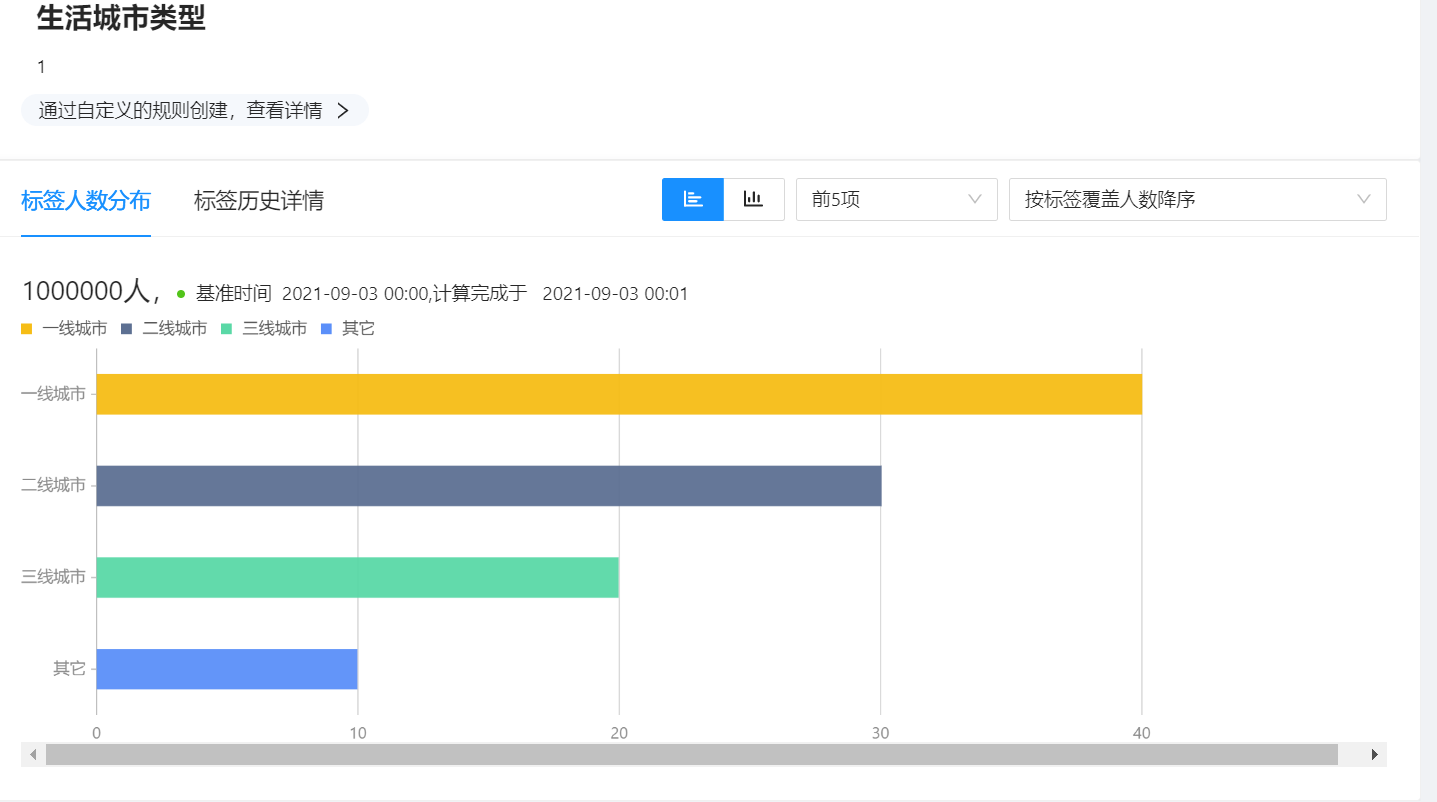 生活城市类型
1
通过自定义的规则创建，查看详情
标签人数分布 标签历史详情 前5项 按标签覆盖人数降序
1000000人， 基准时间 2021-09-03 00:00,计算完成于 2021-09-03 00:01
一线城市 二线城市 三线城市 其它
一线城市
二线城市
三线城市
其它
0 10 20 30 40